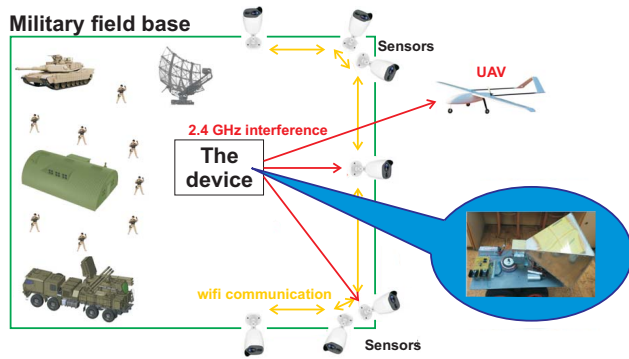 Military field base
Sensors
UAV
2.4 GHz interference
The
device
wifi communication
Sensors